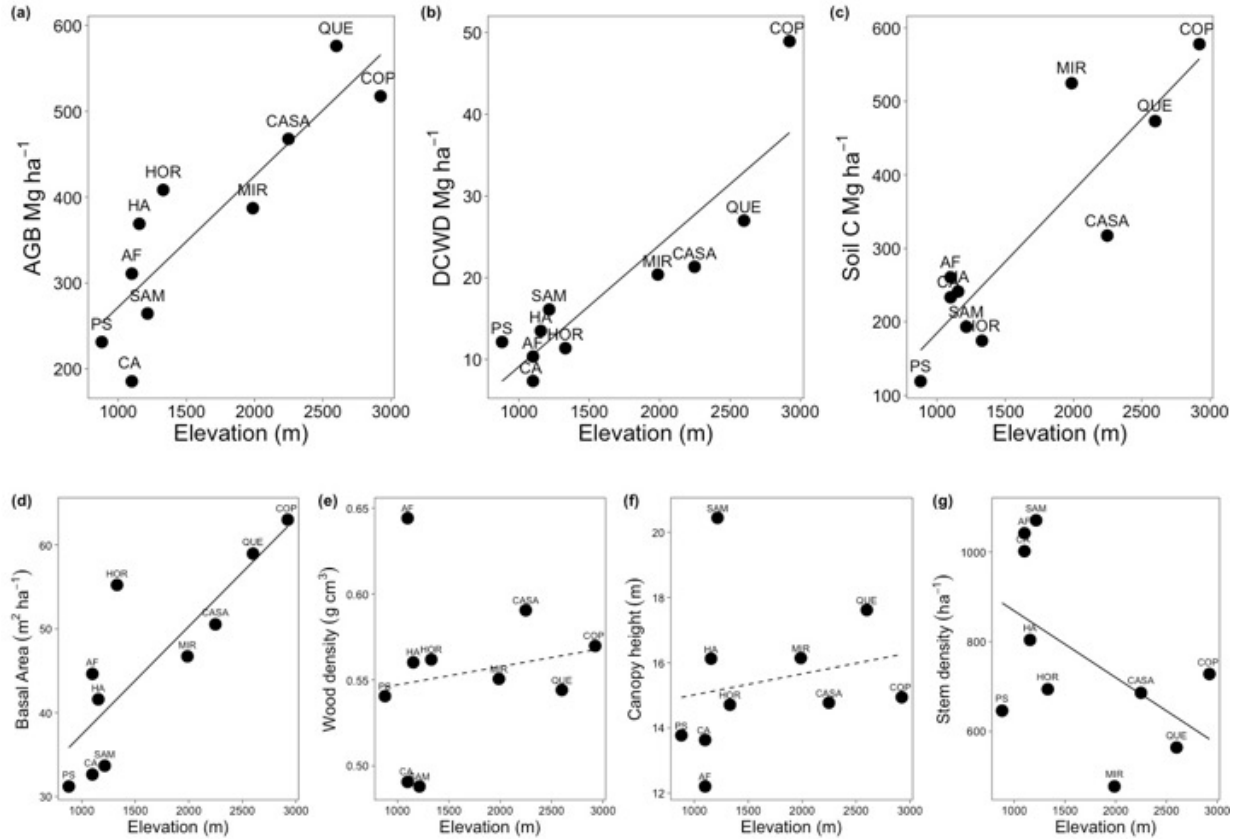 (a)
AGB Mg ha⁻¹
600
500
400
300
200
QUE
COP
CASA
HOR
MIR
HA
AF
SAM
PS
CA
1000 1500 2000 2500 3000
Elevation (m)
(b)
DCWD Mg ha⁻¹
50
40
30
20
10
COP
QUE
CASA
MIR
SAM
HA
PS
HOR
AF
CA
1000 1500 2000 2500 3000
Elevation (m)
(c)
Soil C Mg ha⁻¹
600
500
400
300
200
100
COP
MIR
QUE
CASA
AF
HA
CA
SAM
HOR
PS
1000 1500 2000 2500 3000
Elevation (m)
(d)
Basal Area (m² ha⁻¹)
60
50
40
30
COP
QUE
HOR
CASA
MIR
AF
HA
SAM
CA
PS
1000 1500 2000 2500 3000
Elevation (m)
(e)
Wood density (g cm³)
0.65
0.60
0.55
0.50
AF
CASA
COP
HA
HOR
MIR
QUE
PS
CA
SAM
1000 1500 2000 2500 3000
Elevation (m)
(f)
Canopy height (m)
20
18
16
14
12
SAM
QUE
HA
MIR
COP
CASA
HOR
PS
CA
AF
1000 1500 2000 2500 3000
Elevation (m)
(g)
Stem density (ha⁻¹)
1000
800
600
SAM
AF
CA
HA
COP
HOR
CASA
PS
QUE
MIR
1000 1500 2000 2500 3000
Elevation (m)